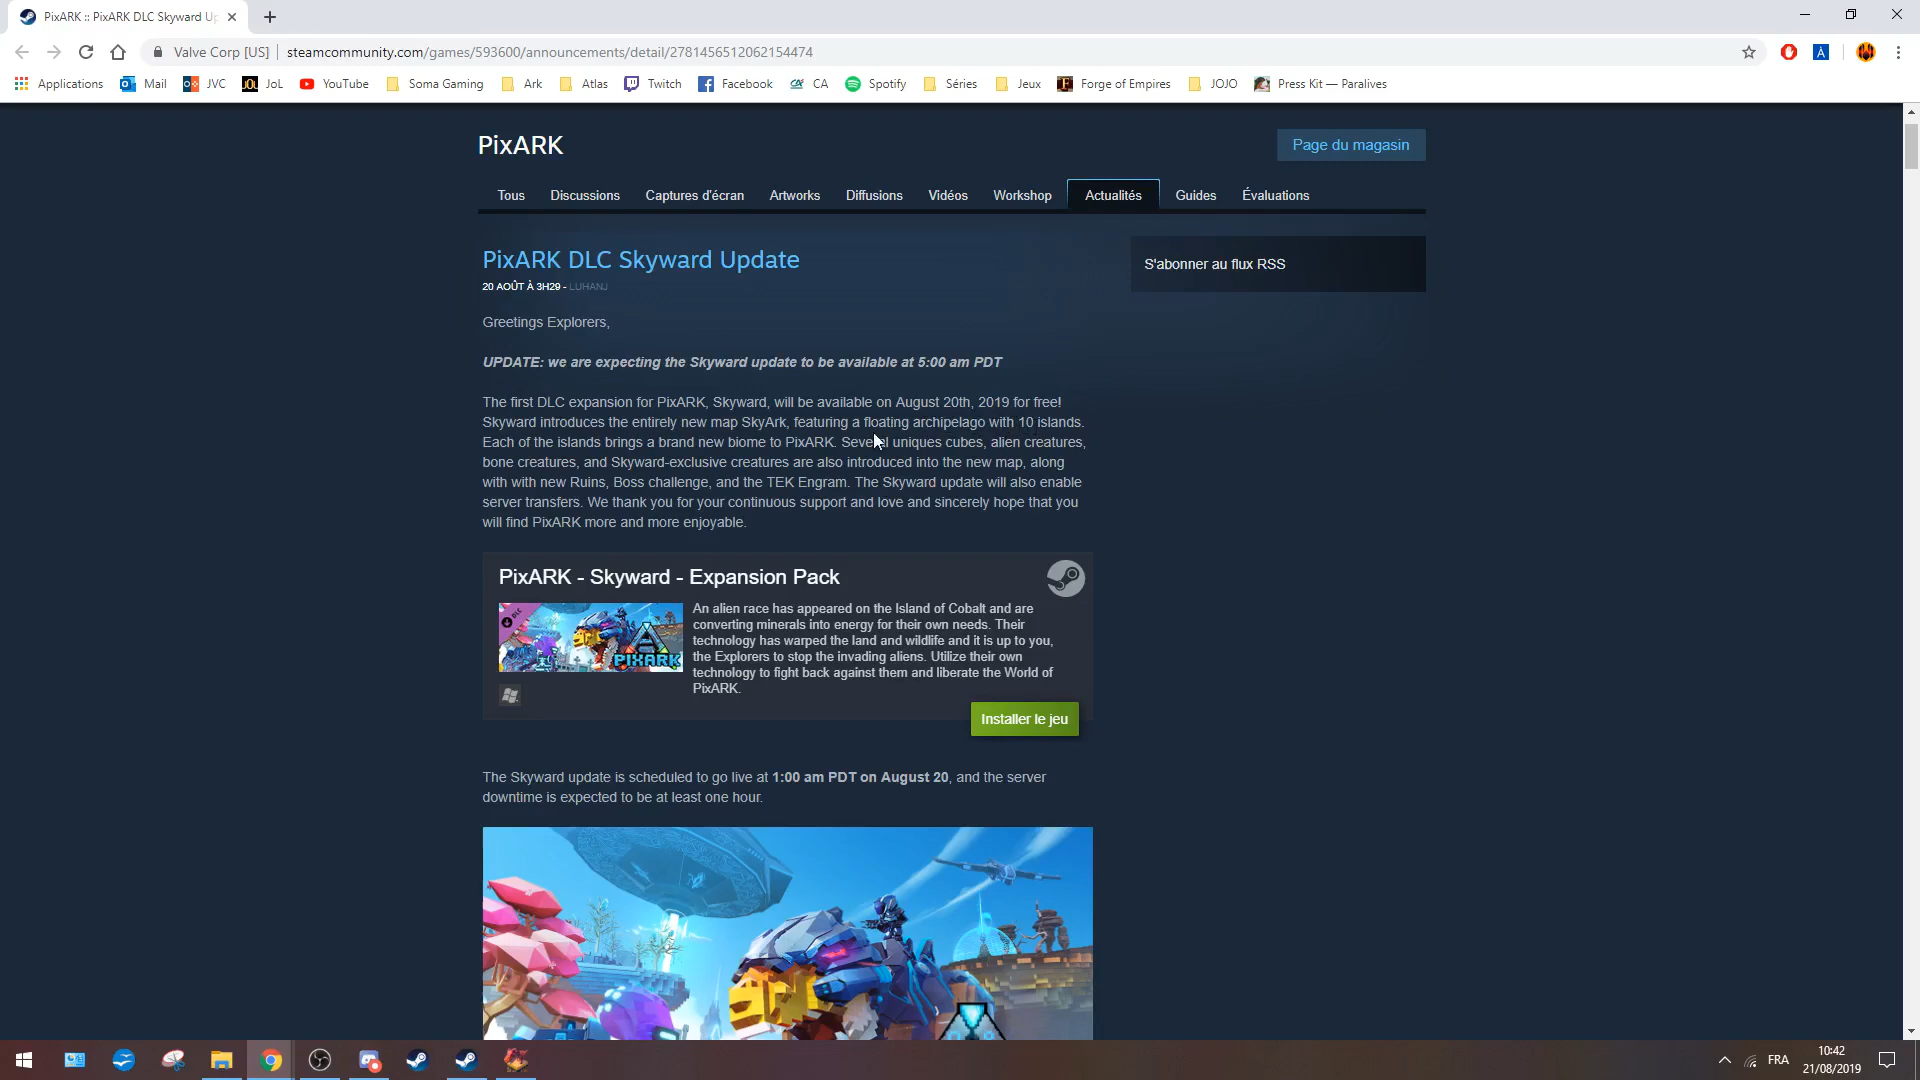 PixARK :: PixARK DLC Skyward Up
Valve Corp [US] | steamcommunity.com/games/593600/announcements/detail/2781456512062154474
Applications Mail JVC JoL YouTube Soma Gaming Ark Atlas Twitch Facebook CA Spotify Séries Jeux Forge of Empires JOJO Press Kit — Paralives
PixARK
Page du magasin
Tous Discussions Captures d'écran Artworks Diffusions Vidéos Workshop Actualités Guides Évaluations
PixARK DLC Skyward Update
S'abonner au flux RSS
20 AOÛT À 3H29 - LUHANJ
Greetings Explorers,
UPDATE: we are expecting the Skyward update to be available at 5:00 am PDT
The first DLC expansion for PixARK, Skyward, will be available on August 20th, 2019 for free!
Skyward introduces the entirely new map SkyArk, featuring a floating archipelago with 10 islands.
Each of the islands brings a brand new biome to PixARK. Several uniques cubes, alien creatures,
bone creatures, and Skyward-exclusive creatures are also introduced into the new map, along
with with new Ruins, Boss challenge, and the TEK Engram. The Skyward update will also enable
server transfers. We thank you for your continuous support and love and sincerely hope that you
will find PixARK more and more enjoyable.
PixARK - Skyward - Expansion Pack
DLC
PIXARK
An alien race has appeared on the Island of Cobalt and are
converting minerals into energy for their own needs. Their
technology has warped the land and wildlife and it is up to you,
the Explorers to stop the invading aliens. Utilize their own
technology to fight back against them and liberate the World of
PixARK.
Installer le jeu
The Skyward update is scheduled to go live at 1:00 am PDT on August 20, and the server
downtime is expected to be at least one hour.
FRA
10:42
21/08/2019